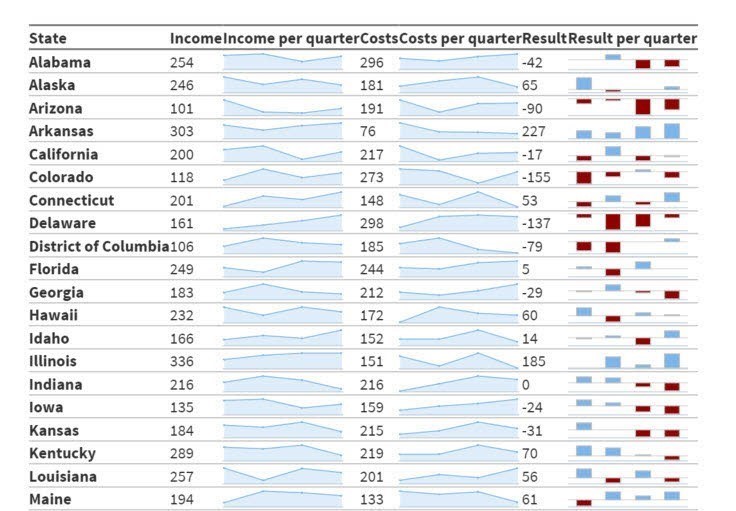 State Income Income per quarter Costs Costs per quarter Result Result per quarter
Alabama 254 296 -42
Alaska 246 181 65
Arizona 101 191 -90
Arkansas 303 76 227
California 200 217 -17
Colorado 118 273 -155
Connecticut 201 148 53
Delaware 161 298 -137
District of Columbia 106 185 -79
Florida 249 244 5
Georgia 183 212 -29
Hawaii 232 172 60
Idaho 166 152 14
Illinois 336 151 185
Indiana 216 216 0
Iowa 135 159 -24
Kansas 184 215 -31
Kentucky 289 219 70
Louisiana 257 201 56
Maine 194 133 61